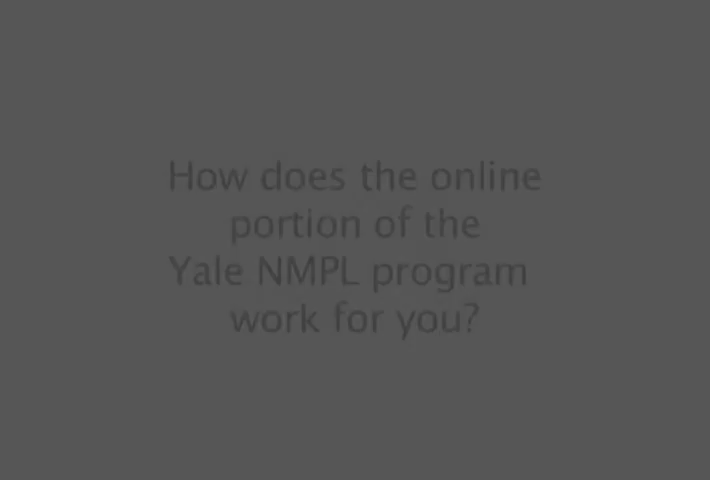 How does the online
portion of the
Yale NMPL program
work for you?